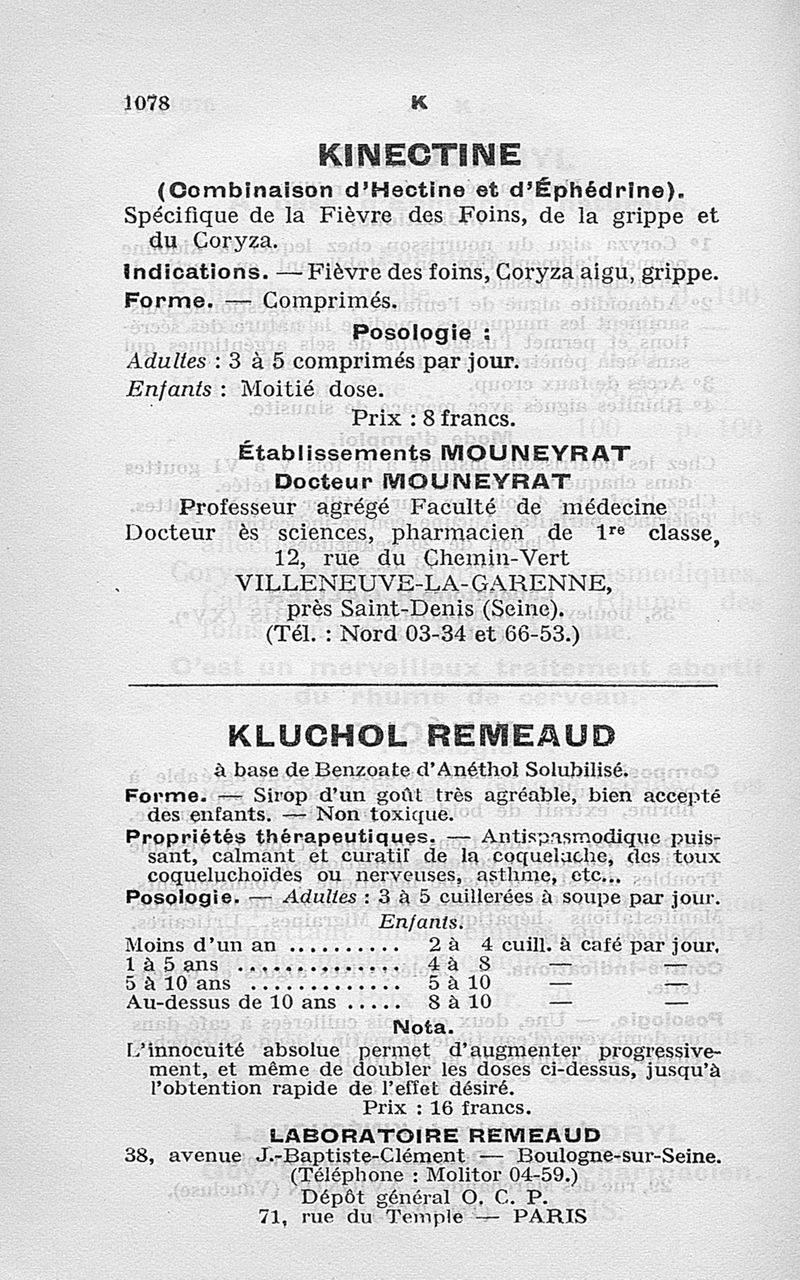 1078 K
KINECTINE
(Combinaison d'Hectine et d'Éphédrine).
Spécifique de la Fièvre des Foins, de la grippe et
du Coryza.
Indications. — Fièvre des foins, Coryza aigu, grippe.
Forme. — Comprimés.
Posologie :
Adultes : 3 à 5 comprimés par jour.
Enfants : Moitié dose.
Prix : 8 francs.
Établissements MOUNEYRAT
Docteur MOUNEYRAT
Professeur agrégé Faculté de médecine
Docteur ès sciences, pharmacien de 1re classe,
12, rue du Chemin-Vert
VILLENEUVE-LA-GARENNE,
près Saint-Denis (Seine).
(Tél. : Nord 03-34 et 66-53.)
KLUCHOL REMEAUD
à base de Benzoate d'Anéthol Solubilisé.
Forme. — Sirop d'un goût très agréable, bien accepté
des enfants. — Non toxique.
Propriétés thérapeutiques. — Antispasmodique puis-
sant, calmant et curatif de la coqueluche, des toux
coqueluchoïdes ou nerveuses, asthme, etc...
Posologie. — Adultes : 3 à 5 cuillerées à soupe par jour.
Enfants.
Moins d'un an .......... 2 à 4 cuill. à café par jour.
1 à 5 ans ............... 4 à 8 — —
5 à 10 ans .............. 5 à 10 — —
Au-dessus de 10 ans ...... 8 à 10 — —
Nota.
L'innocuité absolue permet d'augmenter progressive-
ment, et même de doubler les doses ci-dessus, jusqu'à
l'obtention rapide de l'effet désiré.
Prix : 16 francs.
LABORATOIRE REMEAUD
38, avenue J.-Baptiste-Clément — Boulogne-sur-Seine.
(Téléphone : Molitor 04-59.)
Dépôt général O. C. P.
71, rue du Temple — PARIS